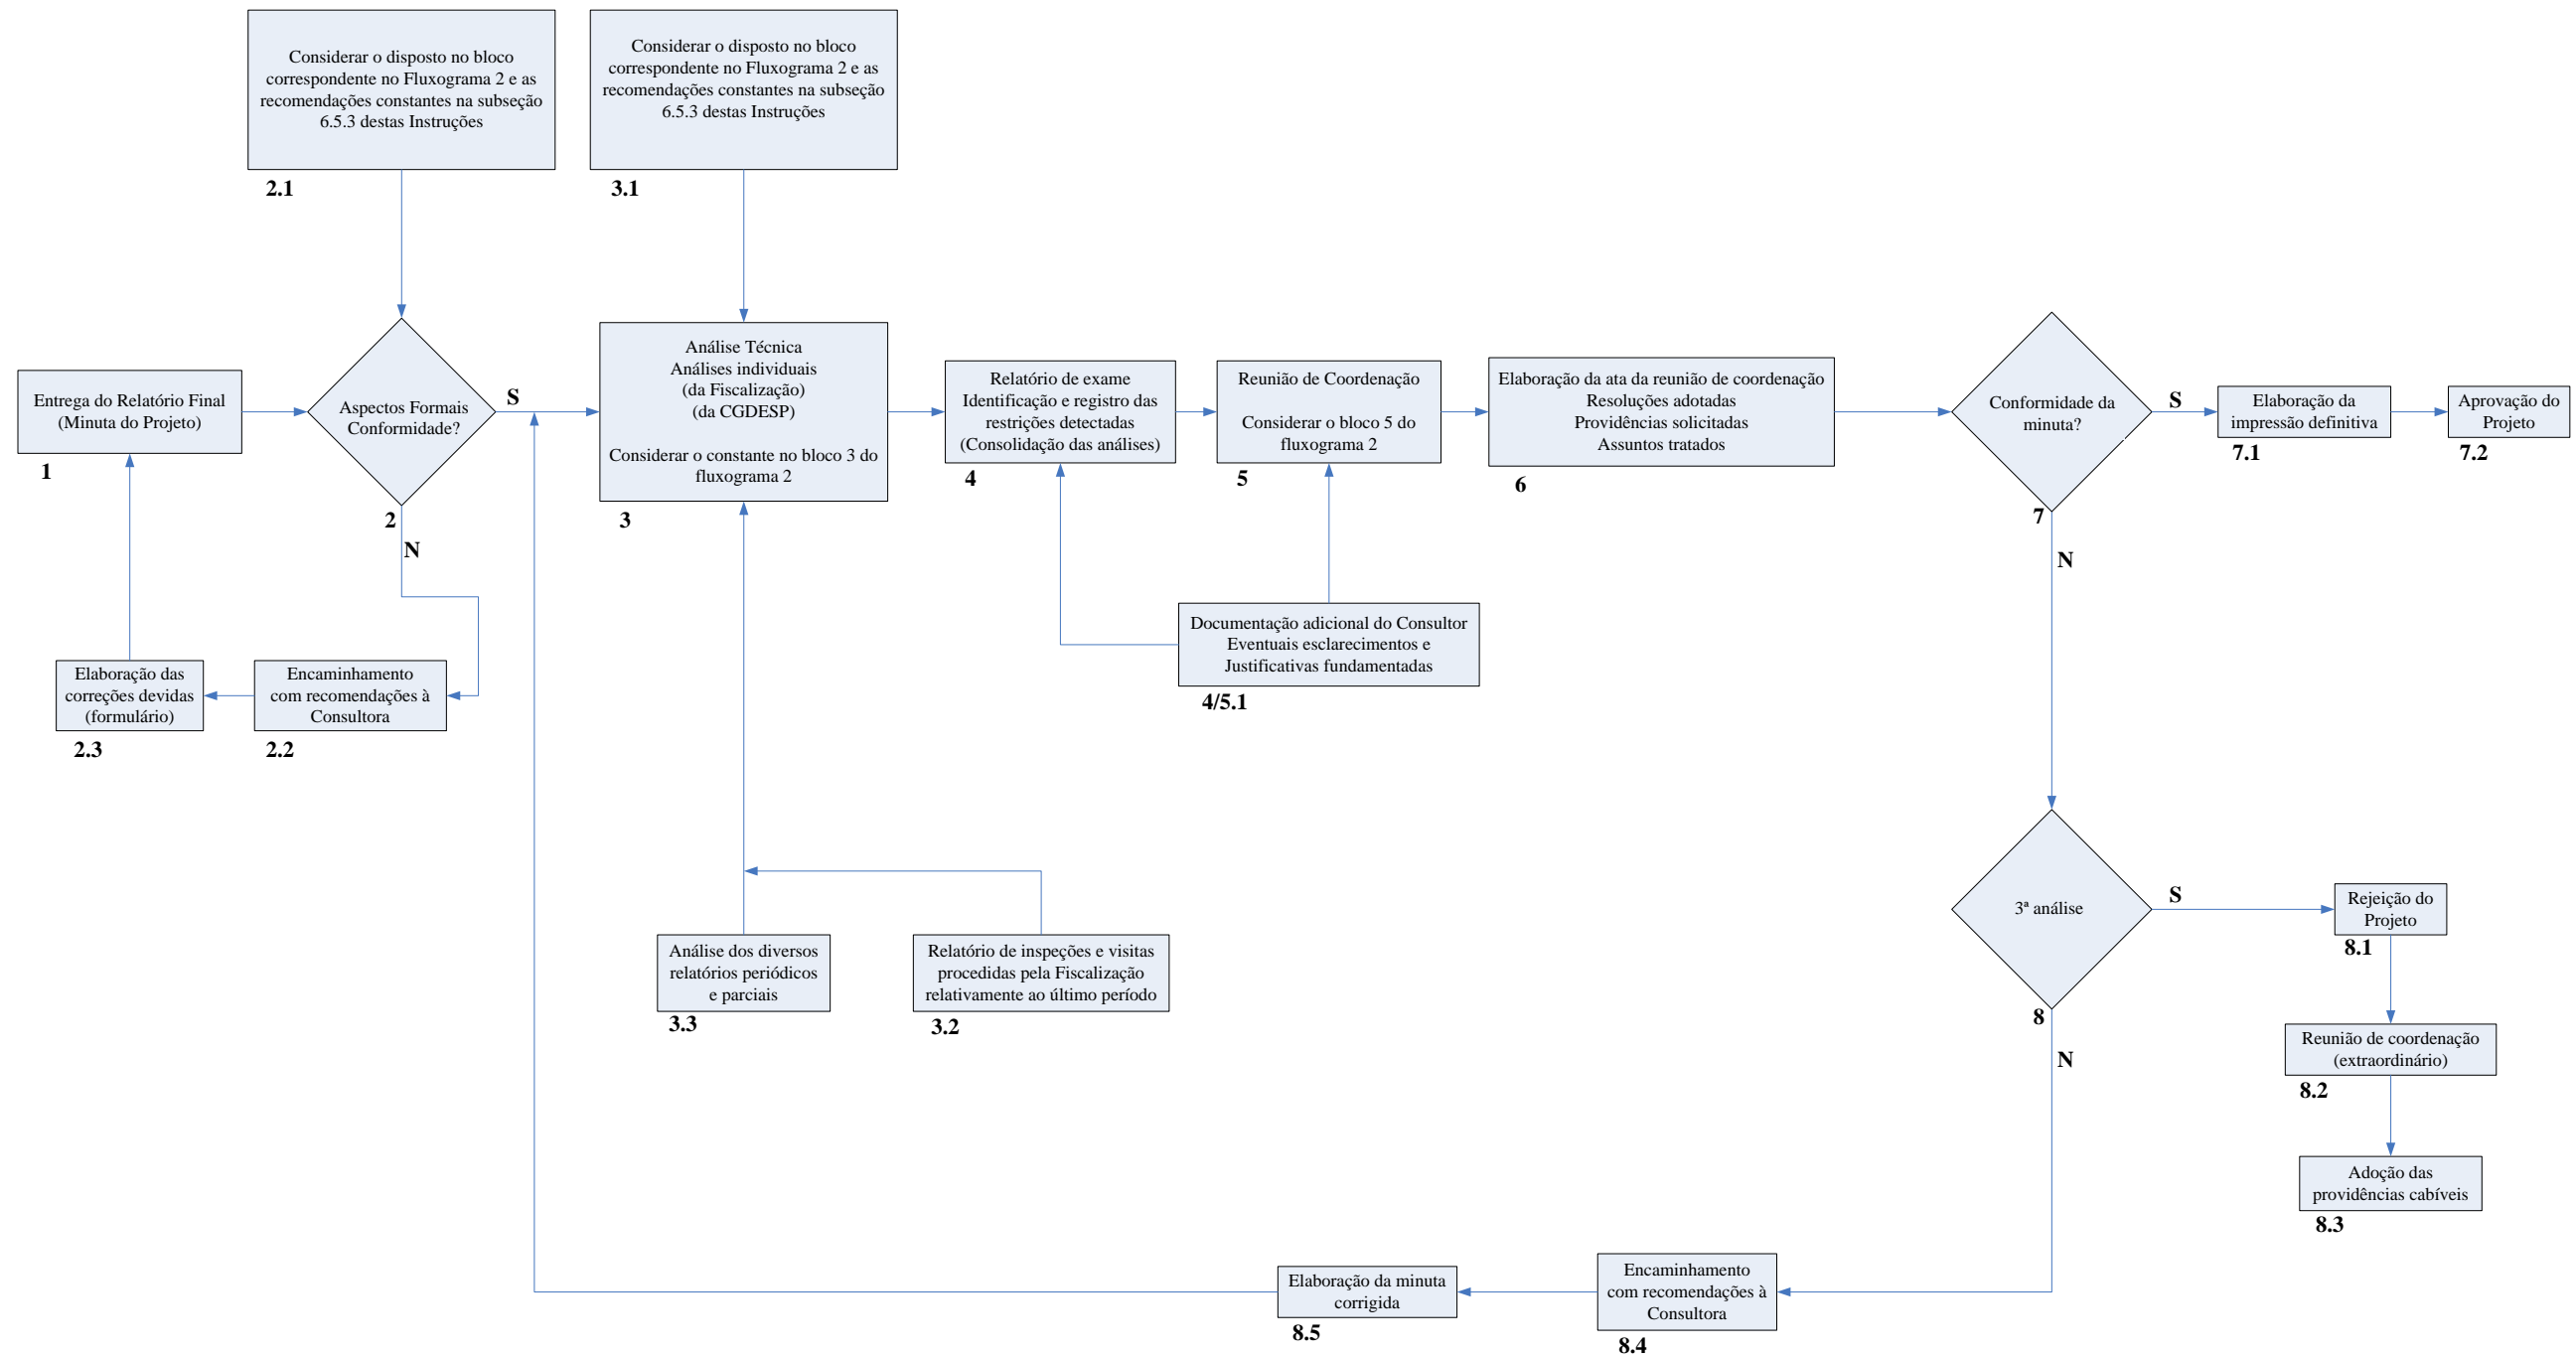 Considerar o disposto no bloco
correspondente no Fluxograma 2 e as
recomendações constantes na subseção
6.5.3 destas Instruções
2.1
Considerar o disposto no bloco
correspondente no Fluxograma 2 e as
recomendações constantes na subseção
6.5.3 destas Instruções
3.1
Entrega do Relatório Final
(Minuta do Projeto)
1
Aspectos Formais
Conformidade?
2
S
N
Análise Técnica
Análises individuais
(da Fiscalização)
(da CGDESP)
Considerar o constante no bloco 3 do
fluxograma 2
3
Relatório de exame
Identificação e registro das
restrições detectadas
(Consolidação das análises)
4
Reunião de Coordenação
Considerar o bloco 5 do
fluxograma 2
5
Elaboração da ata da reunião de coordenação
Resoluções adotadas
Providências solicitadas
Assuntos tratados
6
Conformidade da
minuta?
7
S
N
Elaboração da
impressão definitiva
7.1
Aprovação do
Projeto
7.2
Elaboração das
correções devidas
(formulário)
2.3
Encaminhamento
com recomendações à
Consultora
2.2
Documentação adicional do Consultor
Eventuais esclarecimentos e
Justificativas fundamentadas
4/5.1
Análise dos diversos
relatórios periódicos
e parciais
3.3
Relatório de inspeções e visitas
procedidas pela Fiscalização
relativamente ao último período
3.2
3ª análise
8
S
N
Rejeição do
Projeto
8.1
Reunião de coordenação
(extraordinário)
8.2
Adoção das
providências cabíveis
8.3
Elaboração da minuta
corrigida
8.5
Encaminhamento
com recomendações à
Consultora
8.4